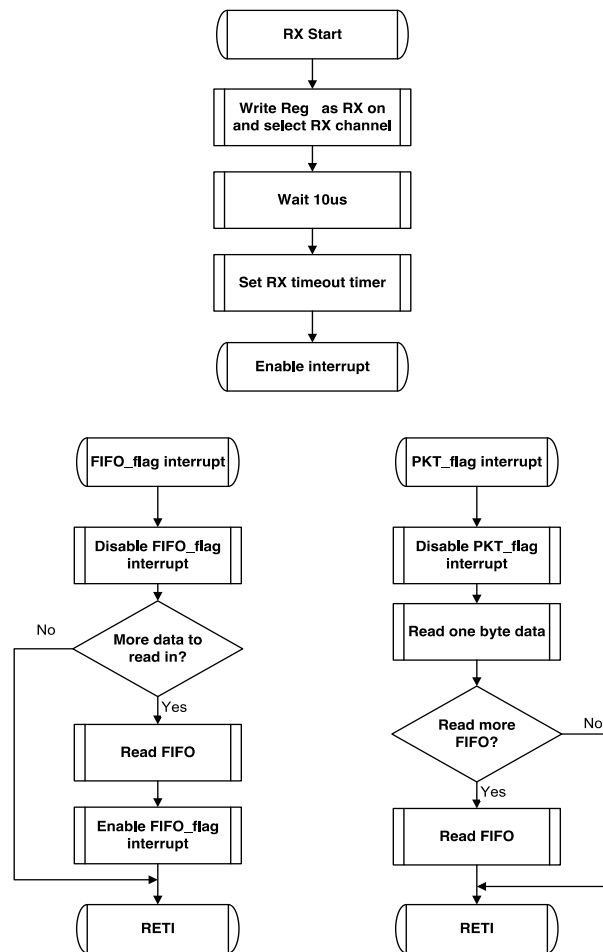 RX Start
Write Reg as RX on
and select RX channel
Wait 10us
Set RX timeout timer
Enable interrupt
FIFO_flag interrupt
Disable FIFO_flag
interrupt
No
More data to
read in?
Yes
Read FIFO
Enable FIFO_flag
interrupt
RETI
PKT_flag interrupt
Disable PKT_flag
interrupt
Read one byte data
Read more
FIFO?
No
Yes
Read FIFO
RETI